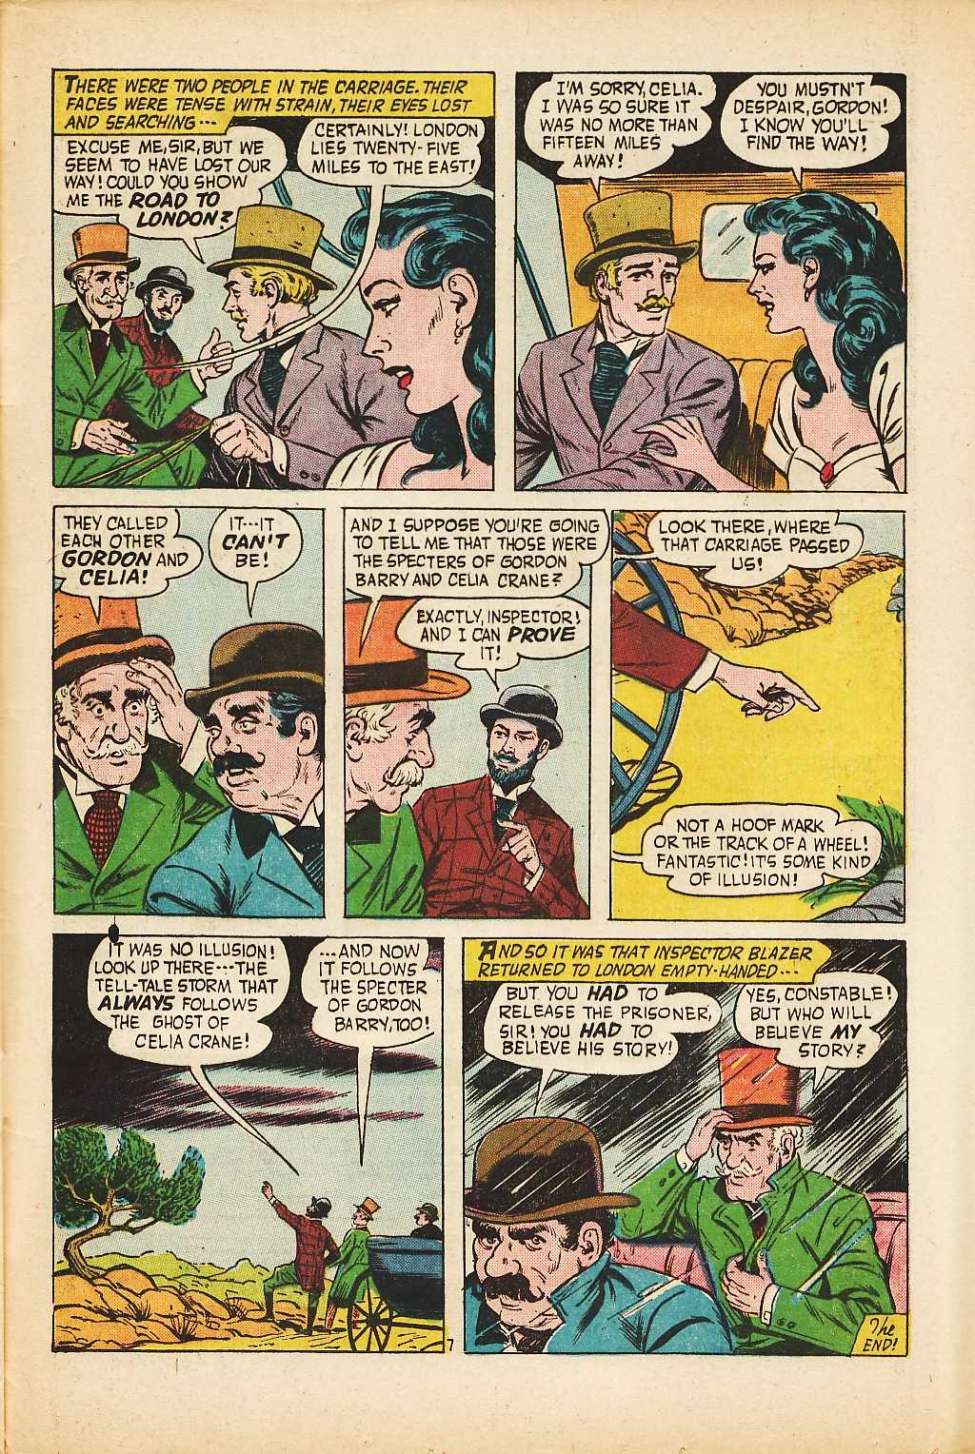 THERE WERE TWO PEOPLE IN THE CARRIAGE. THEIR
FACES WERE TENSE WITH STRAIN, THEIR EYES LOST
AND SEARCHING...
EXCUSE ME, SIR, BUT WE
SEEM TO HAVE LOST OUR
WAY! COULD YOU SHOW
ME THE ROAD TO
LONDON?
CERTAINLY! LONDON
LIES TWENTY-FIVE
MILES TO THE EAST!
I'M SORRY, CELIA.
I WAS SO SURE IT
WAS NO MORE THAN
FIFTEEN MILES
AWAY!
YOU MUSTN'T
DESPAIR, GORDON!
I KNOW YOU'LL
FIND THE WAY!
THEY CALLED
EACH OTHER
GORDON AND
CELIA!
IT---IT
CAN'T
BE!
AND I SUPPOSE YOU'RE GOING
TO TELL ME THAT THOSE WERE
THE SPECTERS OF GORDON
BARRY AND CELIA CRANE?
EXACTLY, INSPECTOR!
AND I CAN PROVE
IT!
LOOK THERE, WHERE
THAT CARRIAGE PASSED
US!
NOT A HOOF MARK
OR THE TRACK OF A WHEEL!
FANTASTIC! IT'S SOME KIND
OF ILLUSION!
IT WAS NO ILLUSION!
LOOK UP THERE---THE
TELL-TALE STORM THAT
ALWAYS FOLLOWS
THE GHOST OF
CELIA CRANE!
...AND NOW
IT FOLLOWS
THE SPECTER
OF GORDON
BARRY, TOO!
7
AND SO IT WAS THAT INSPECTOR BLAZER
RETURNED TO LONDON EMPTY-HANDED...
BUT YOU HAD TO
RELEASE THE PRISONER,
SIR! YOU HAD TO
BELIEVE HIS STORY!
YES, CONSTABLE!
BUT WHO WILL
BELIEVE MY
STORY?
The
END!